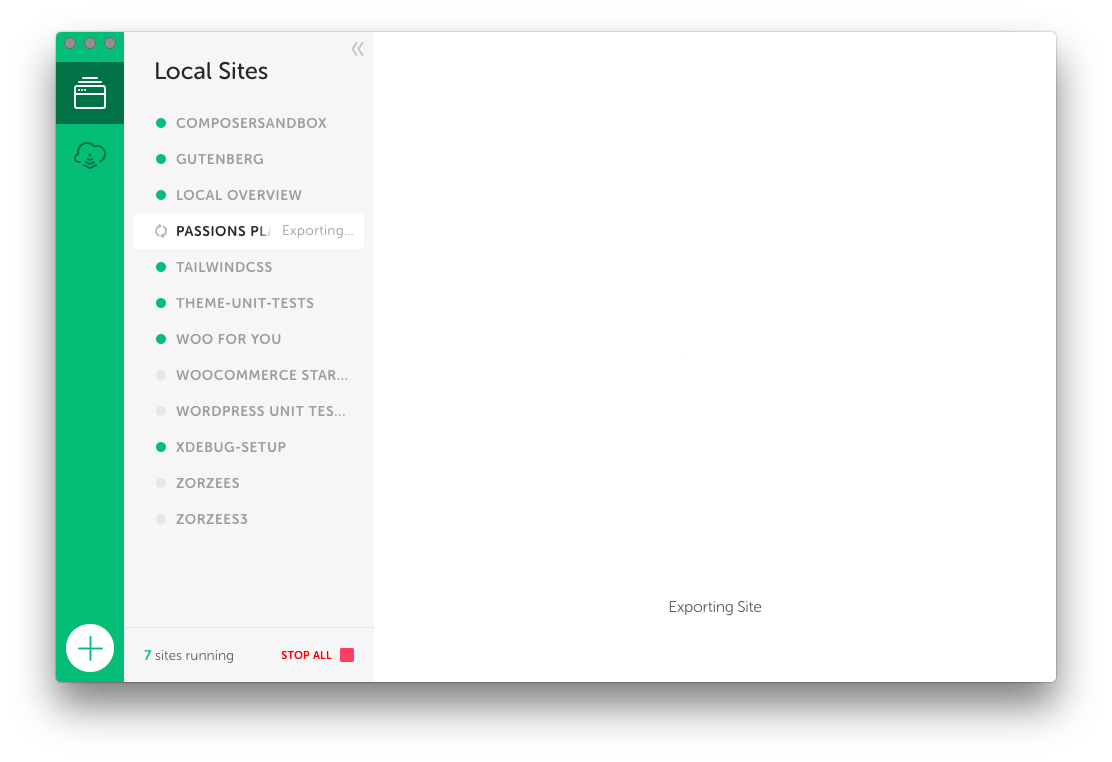 Local Sites
COMPOSERSANDBOX
GUTENBERG
LOCAL OVERVIEW
PASSIONS PL Exporting...
TAILWINDCSS
THEME-UNIT-TESTS
WOO FOR YOU
WOOCOMMERCE STAR...
WORDPRESS UNIT TES...
XDEBUG-SETUP
ZORZEES
ZORZEES3
Exporting Site
7 sites running STOP ALL